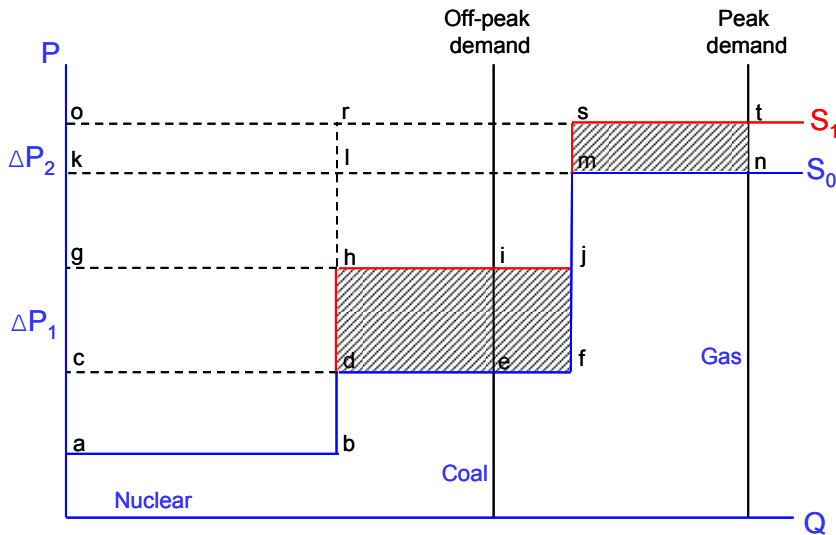 Off-peak
demand
Peak
demand
P
o
r
s
t
S₁
ΔP₂
k
l
m
n
S₀
g
h
i
j
ΔP₁
c
d
e
f
Gas
a
b
Coal
Nuclear
Q